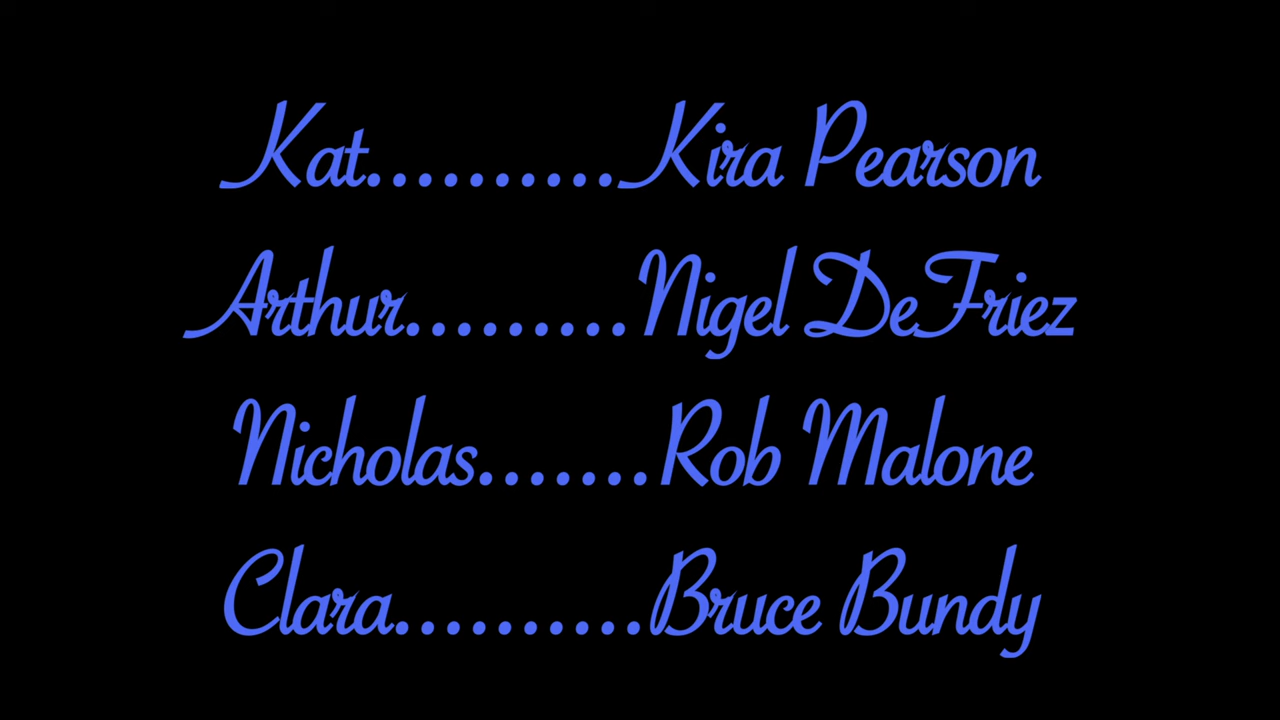 Kat..........Kira Pearson
Arthur.........Nigel DeFriez
Nicholas.......Rob Malone
Clara..........Bruce Bundy